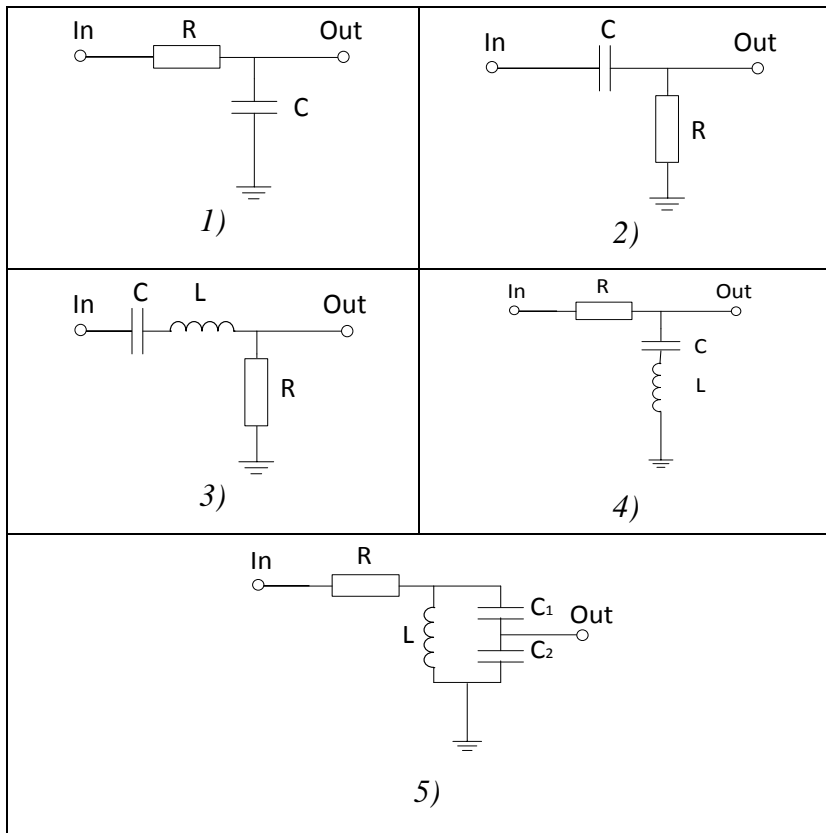 In R Out
C
1)
In C Out
R
2)
In C L Out
R
3)
In R Out
C
L
4)
In R
C1 Out
L C2
5)